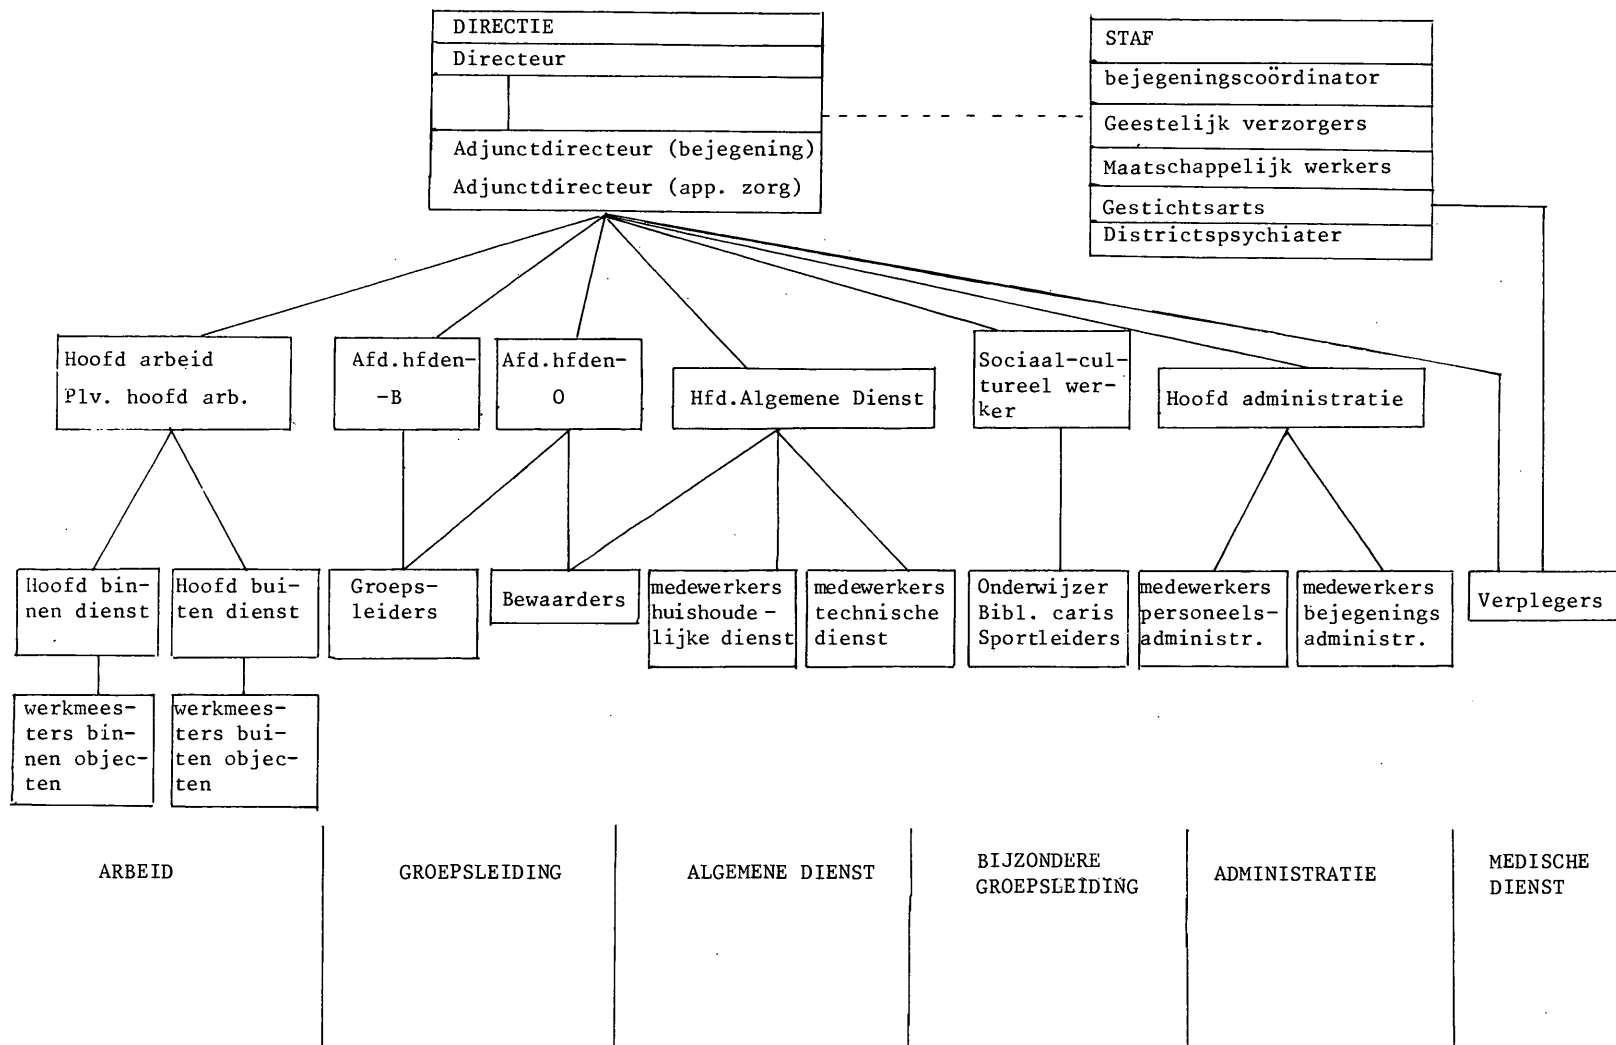 DIRECTIE
Directeur
Adjunctdirecteur (bejegening)
Adjunctdirecteur (app. zorg)
STAF
bejegeningscoördinator
Geestelijk verzorgers
Maatschappelijk werkers
Gestichtsarts
Districtspsychiater
Hoofd arbeid
Plv. hoofd arb.
Afd.hfden-
-B
Afd.hfden-
O
Hfd.Algemene Dienst
Sociaal-cul-
tureel wer-
ker
Hoofd administratie
Hoofd bin-
nen dienst
Hoofd bui-
ten dienst
Groeps-
leiders
Bewaarders
medewerkers
huishoude-
lijke dienst
medewerkers
technische
dienst
Onderwijzer
Bibl. caris
Sportleiders
medewerkers
personeels-
administr.
medewerkers
bejegenings
administr.
Verplegers
werkmees-
ters bin-
nen objec-
ten
werkmees-
ters bui-
ten objec-
ten
ARBEID
GROEPSLEIDING
ALGEMENE DIENST
BIJZONDERE
GROEPSLEIDING
ADMINISTRATIE
MEDISCHE
DIENST